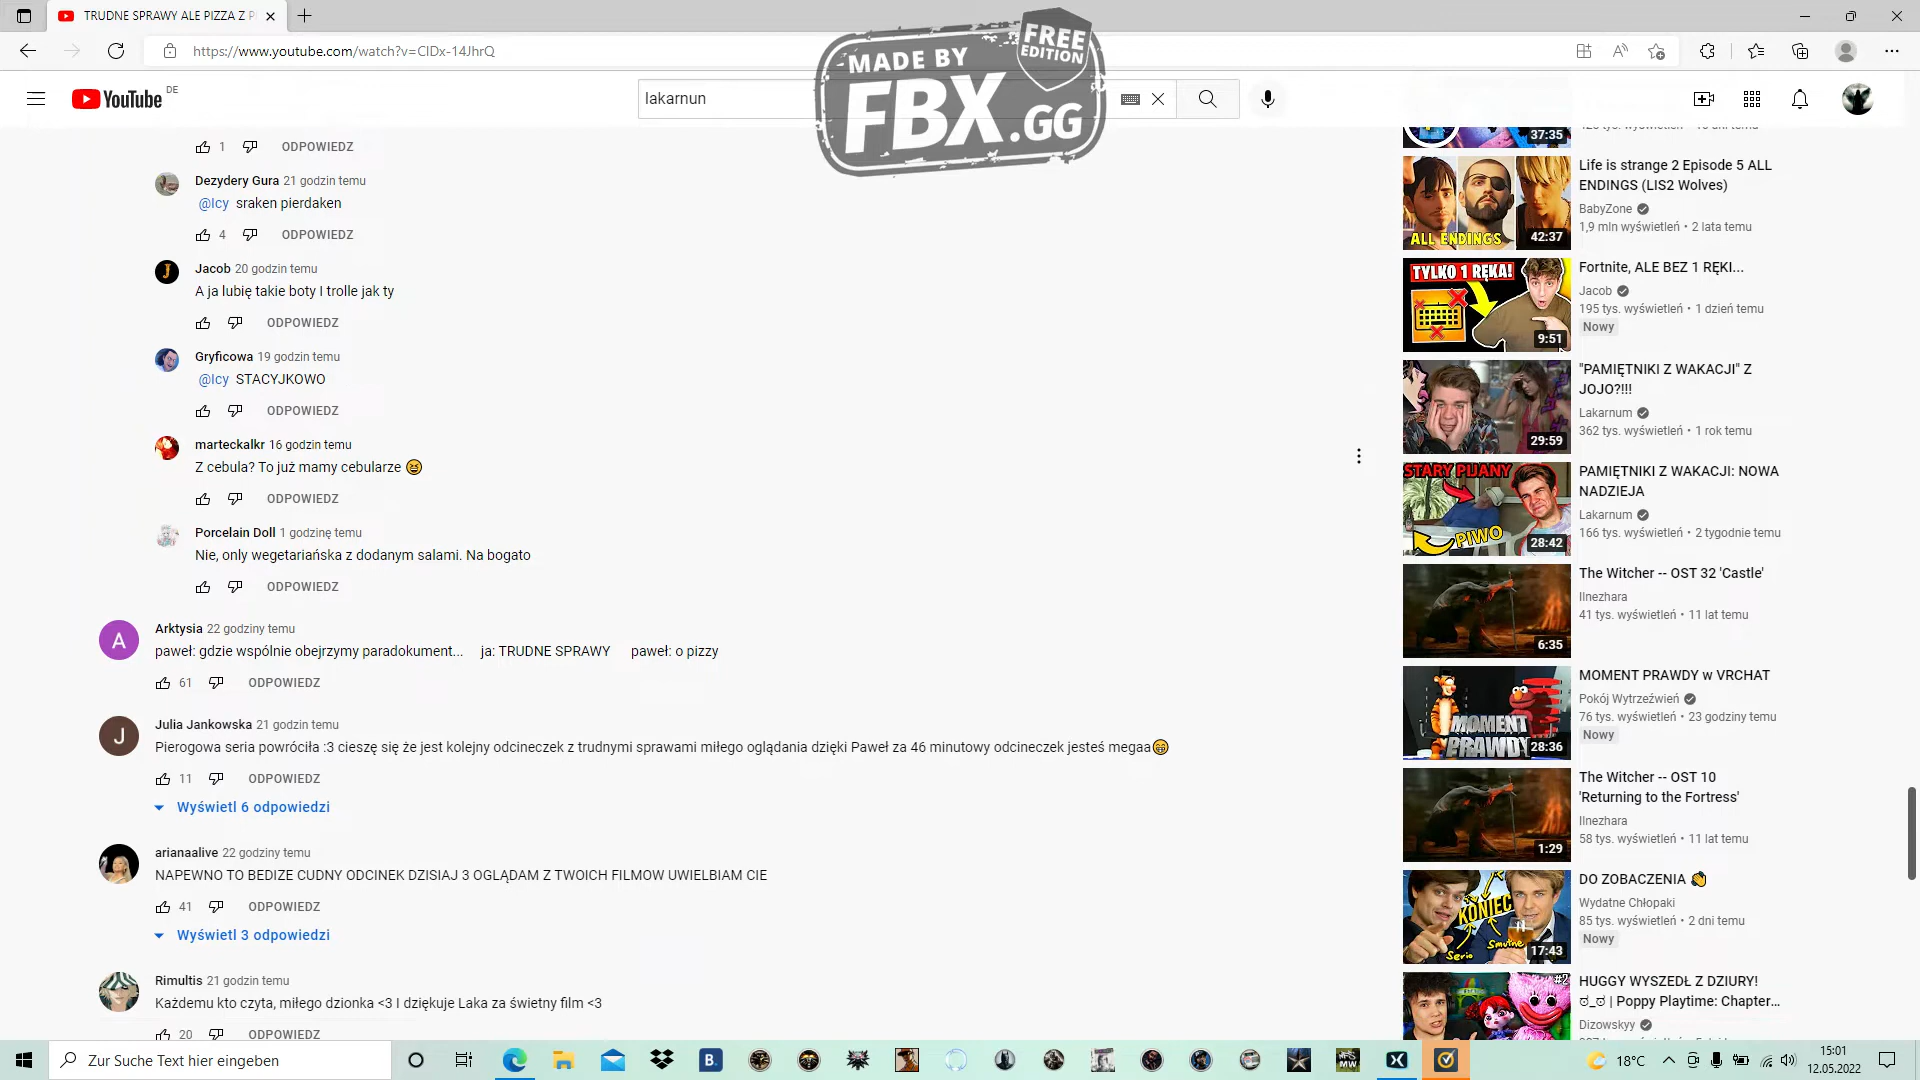 TRUDNE SPRAWY ALE PIZZA Z P
https://www.youtube.com/watch?v=CIDx-14JhrQ
MADE BY
FBX.GG
FREE
EDITION
YouTube DE
lakarnun
1 ODPOWIEDZ
Dezydery Gura 21 godzin temu
@Icy sraken pierdaken
4 ODPOWIEDZ
Jacob 20 godzin temu
A ja lubię takie boty I trolle jak ty
ODPOWIEDZ
Gryficowa 19 godzin temu
@Icy STACYJKOWO
ODPOWIEDZ
marteckalkr 16 godzin temu
Z cebula? To już mamy cebularze 😆
ODPOWIEDZ
Porcelain Doll 1 godzinę temu
Nie, only wegetariańska z dodanym salami. Na bogato
ODPOWIEDZ
A
Arktysia 22 godziny temu
paweł: gdzie wspólnie obejrzymy paradokument... ja: TRUDNE SPRAWY paweł: o pizzy
61 ODPOWIEDZ
J
Julia Jankowska 21 godzin temu
Pierogowa seria powróciła :3 cieszę się że jest kolejny odcineczek z trudnymi sprawami miłego oglądania dzięki Paweł za 46 minutowy odcineczek jesteś megaa😁
11 ODPOWIEDZ
Wyświetl 6 odpowiedzi
arianaalive 22 godziny temu
NAPEWNO TO BEDIZE CUDNY ODCINEK DZISIAJ 3 OGLĄDAM Z TWOICH FILMOW UWIELBIAM CIE
41 ODPOWIEDZ
Wyświetl 3 odpowiedzi
Rimultis 21 godzin temu
Każdemu kto czyta, miłego dzionka <3 I dziękuje Laka za świetny film <3
20 ODPOWIEDZ
37:35
ALL ENDINGS
42:37
Life is strange 2 Episode 5 ALL
ENDINGS (LIS2 Wolves)
BabyZone
1,9 mln wyświetleń • 2 lata temu
TYLKO 1 RĘKA!
9:51
Fortnite, ALE BEZ 1 RĘKI...
Jacob
195 tys. wyświetleń • 1 dzień temu
Nowy
29:59
"PAMIĘTNIKI Z WAKACJI" Z
JOJO?!!!
Lakarnum
362 tys. wyświetleń • 1 rok temu
STARY PIJANY
PIWO
28:42
PAMIĘTNIKI Z WAKACJI: NOWA
NADZIEJA
Lakarnum
166 tys. wyświetleń • 2 tygodnie temu
6:35
The Witcher -- OST 32 'Castle'
Ilnezhara
41 tys. wyświetleń • 11 lat temu
MOMENT
PRAWDY
28:36
MOMENT PRAWDY w VRCHAT
Pokój Wytrzeźwień
76 tys. wyświetleń • 23 godziny temu
Nowy
1:29
The Witcher -- OST 10
'Returning to the Fortress'
Ilnezhara
58 tys. wyświetleń • 11 lat temu
KONIEC
Serio
Smutne
17:43
DO ZOBACZENIA 👏
Wydatne Chłopaki
85 tys. wyświetleń • 2 dni temu
Nowy
#2
HUGGY WYSZEDŁ Z DZIURY!
ಠ_ಠ | Poppy Playtime: Chapter...
Dizowskyy
Zur Suche Text hier eingeben
B.
18°C
15:01
12.05.2022